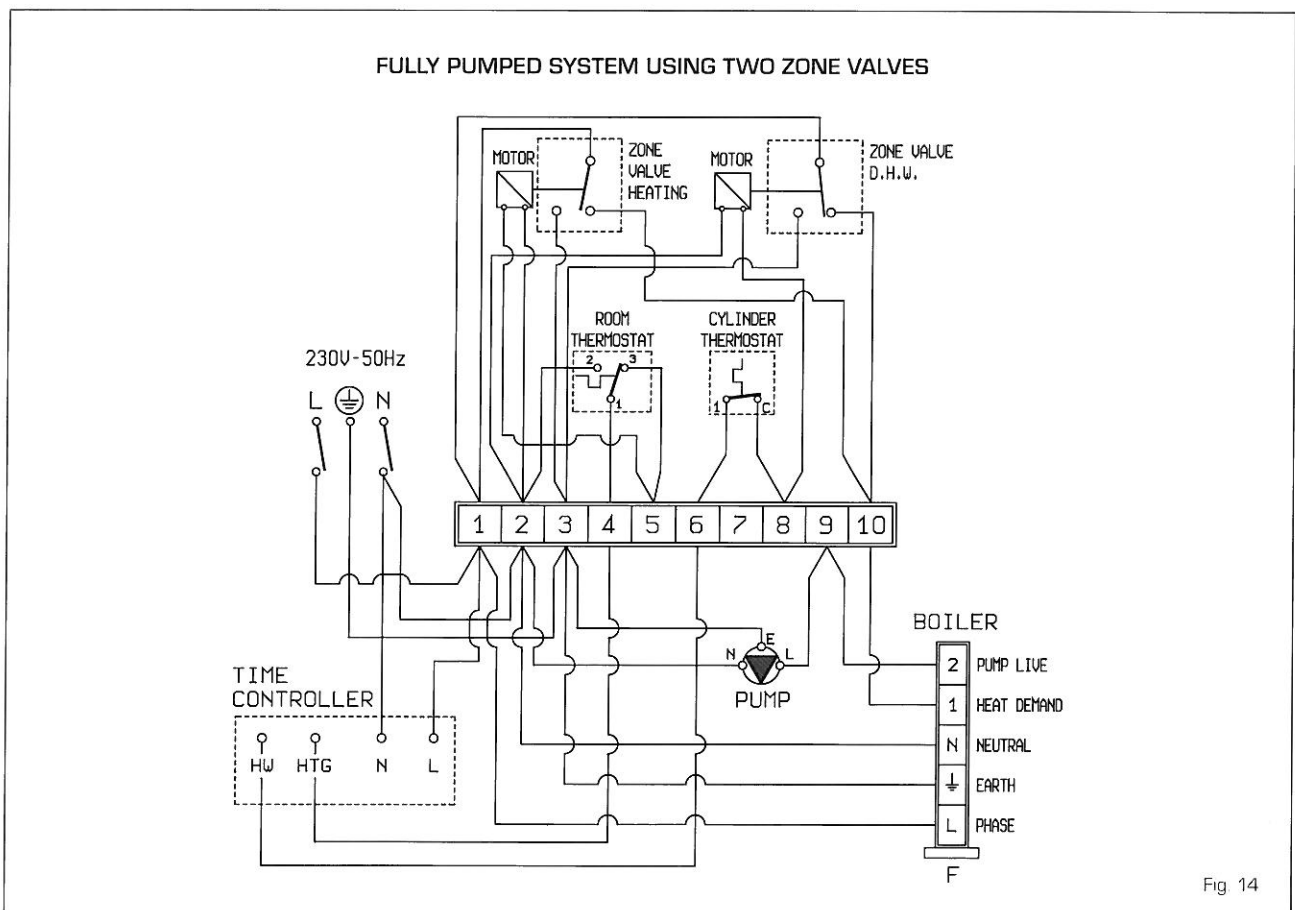 FULLY PUMPED SYSTEM USING TWO ZONE VALVES
MOTOR
ZONE
VALVE
HEATING
MOTOR
ZONE VALVE
D.H.W.
ROOM
THERMOSTAT
2
3
1
CYLINDER
THERMOSTAT
1
C
230V-50Hz
L
N
1 2 3 4 5 6 7 8 9 10
N
E
L
PUMP
BOILER
2 PUMP LIVE
1 HEAT DEMAND
N NEUTRAL
EARTH
L PHASE
F
TIME
CONTROLLER
HW HTG N L
Fig. 14